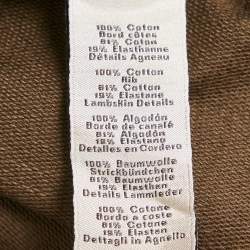 100% Coton
Bord côtes
81% Coton
19% Elasthanne
Détails Agneau
100% Cotton
Rib
81% Cotton
19% Elastane
Lambskin Details
100% Algodón
Borde de canalé
81% Algodón
19% Elastano
Detalles en Cordero
100% Baumwolle
Strickbündchen
81% Baumwolle
19% Elasthan
Details Lammleder
100% Cotone
Bordo a coste
81% Cotone
19% Elastan
Dettagli in Agnello